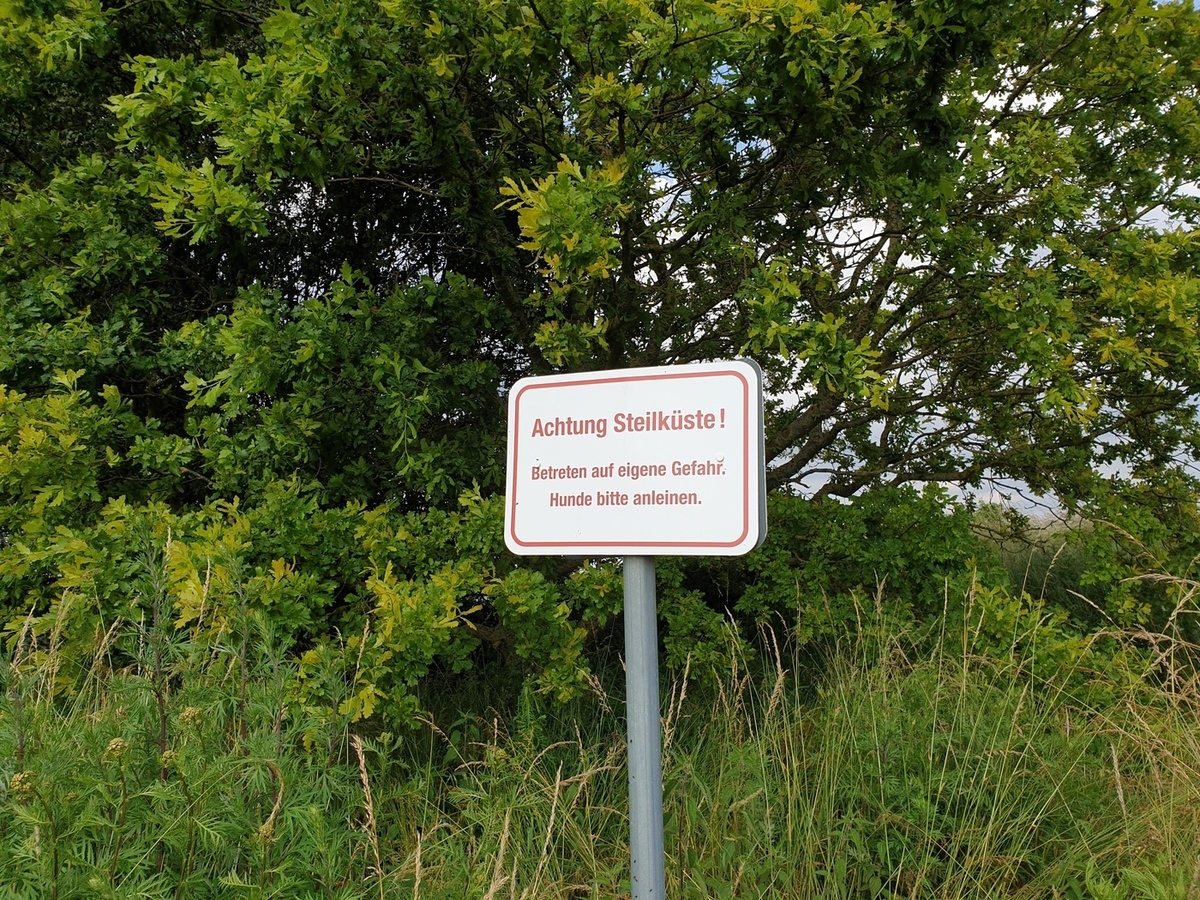 Achtung Steilküste!
Betreten auf eigene Gefahr.
Hunde bitte anleinen.